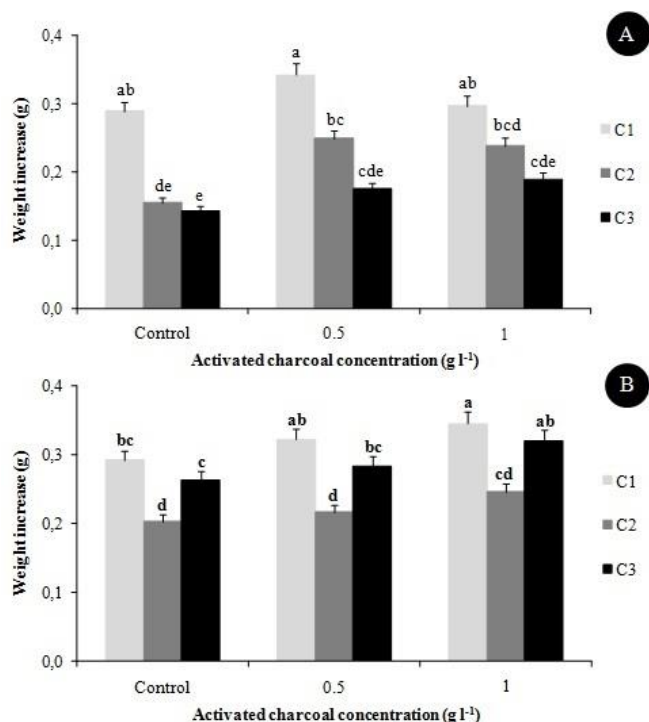 A
0,4
0,3
0,2
0,1
0,0
Weight increase (g)
ab
de
e
a
bc
cde
ab
bcd
cde
C1
C2
C3
Control 0.5 1
Activated charcoal concentration (g l⁻¹)
B
0,4
0,3
0,2
0,1
0,0
Weight increase (g)
bc
d
c
ab
d
bc
a
cd
ab
C1
C2
C3
Control 0.5 1
Activated charcoal concentration (g l⁻¹)